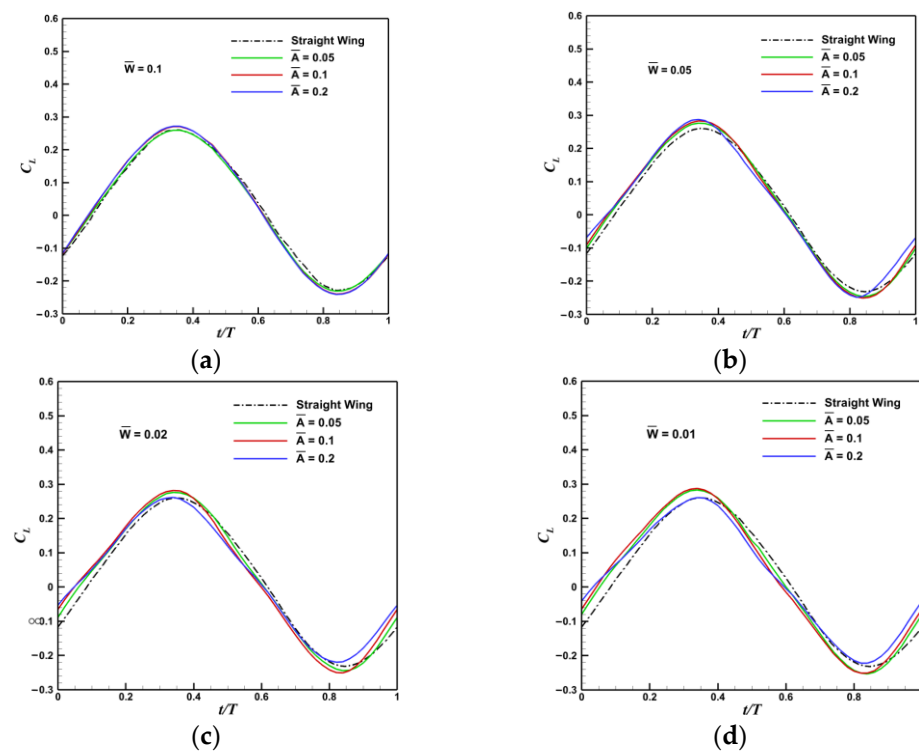 0.6
0.5
0.4
0.3
0.2
0.1
0
−0.1
−0.2
−0.3
C_L
W̅ = 0.1
Straight Wing
A̅ = 0.05
A̅ = 0.1
A̅ = 0.2
0 0.2 0.4 0.6 0.8 1
t/T
(a)
0.6
0.5
0.4
0.3
0.2
0.1
0
−0.1
−0.2
−0.3
C_L
W̅ = 0.05
Straight Wing
A̅ = 0.05
A̅ = 0.1
A̅ = 0.2
0 0.2 0.4 0.6 0.8 1
t/T
(b)
0.6
0.5
0.4
0.3
0.2
0.1
0
∞0.1
−0.2
−0.3
C_L
W̅ = 0.02
Straight Wing
A̅ = 0.05
A̅ = 0.1
A̅ = 0.2
0 0.2 0.4 0.6 0.8 1
t/T
(c)
0.6
0.5
0.4
0.3
0.2
0.1
0
−0.1
−0.2
−0.3
C_L
W̅ = 0.01
Straight Wing
A̅ = 0.05
A̅ = 0.1
A̅ = 0.2
0 0.2 0.4 0.6 0.8 1
t/T
(d)